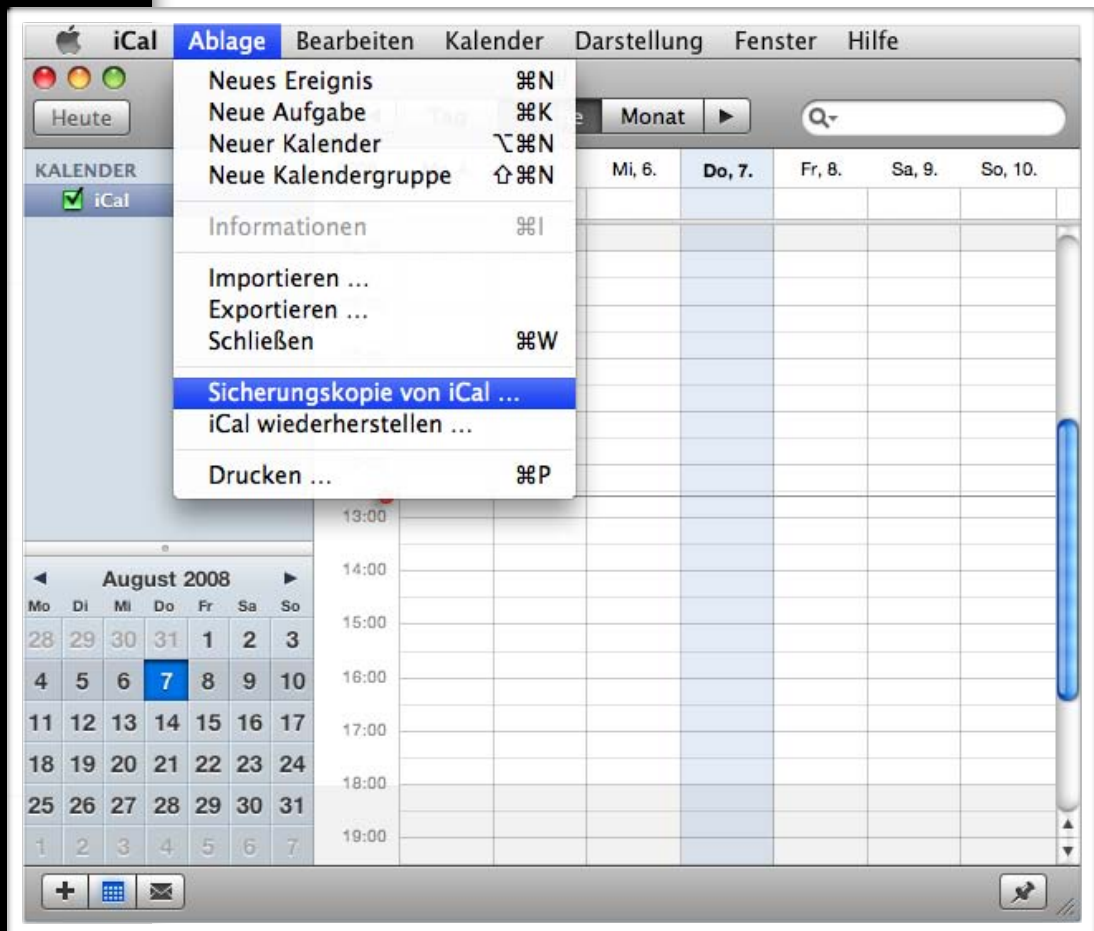 iCal Ablage Bearbeiten Kalender Darstellung Fenster Hilfe
Neues Ereignis ⌘N
Neue Aufgabe ⌘K
Neuer Kalender ⌥⌘N
Neue Kalendergruppe ⇧⌘N
Informationen ⌘I
Importieren ...
Exportieren ...
Schließen ⌘W
Sicherungskopie von iCal ...
iCal wiederherstellen ...
Drucken ... ⌘P
Heute Tag Monat
KALENDER
iCal
Mi, 6. Do, 7. Fr, 8. Sa, 9. So, 10.
13:00
14:00
15:00
16:00
17:00
18:00
19:00
August 2008
Mo Di Mi Do Fr Sa So
28 29 30 31 1 2 3
4 5 6 7 8 9 10
11 12 13 14 15 16 17
18 19 20 21 22 23 24
25 26 27 28 29 30 31
1 2 3 4 5 6 7